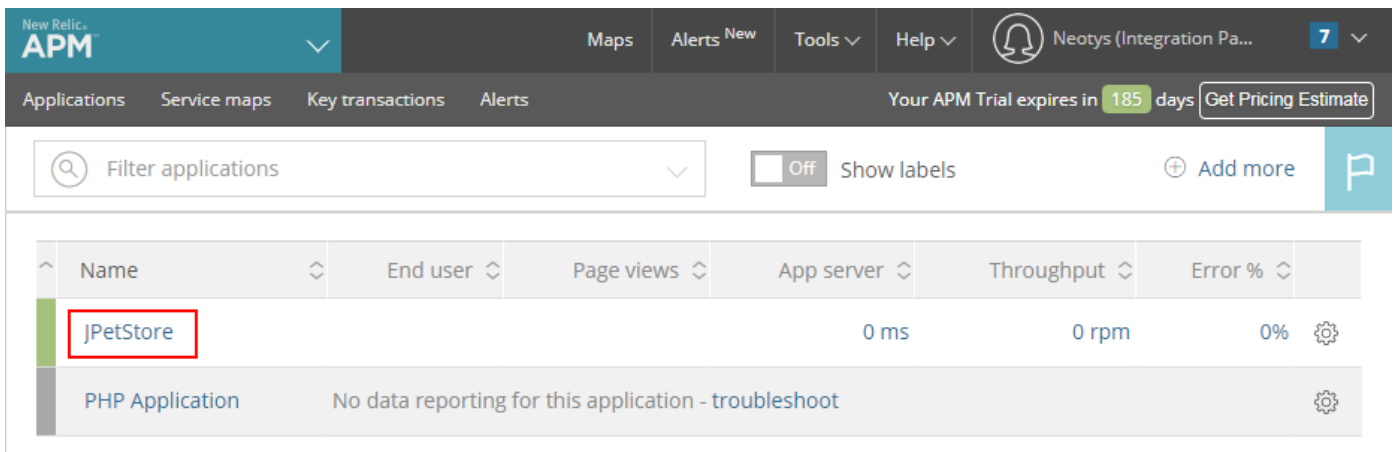 New Relic.
APM™
Maps
Alerts New
Tools
Help
Neotys (Integration Pa...
7
Applications
Service maps
Key transactions
Alerts
Your APM Trial expires in 185 days
Get Pricing Estimate
Filter applications
Off
Show labels
Add more
Name
End user
Page views
App server
Throughput
Error %
JPetStore
0 ms
0 rpm
0%
PHP Application
No data reporting for this application - troubleshoot